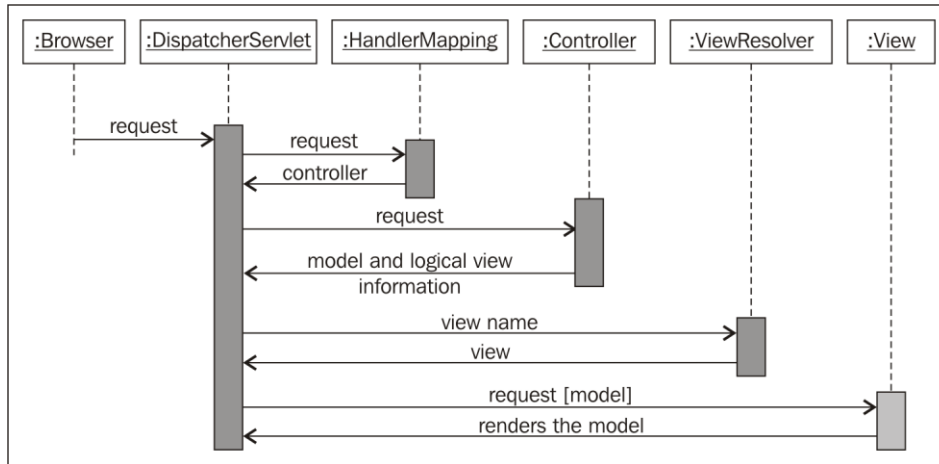 :Browser
:DispatcherServlet
:HandlerMapping
:Controller
:ViewResolver
:View
request
request
controller
request
model and logical view
information
view name
view
request [model]
renders the model